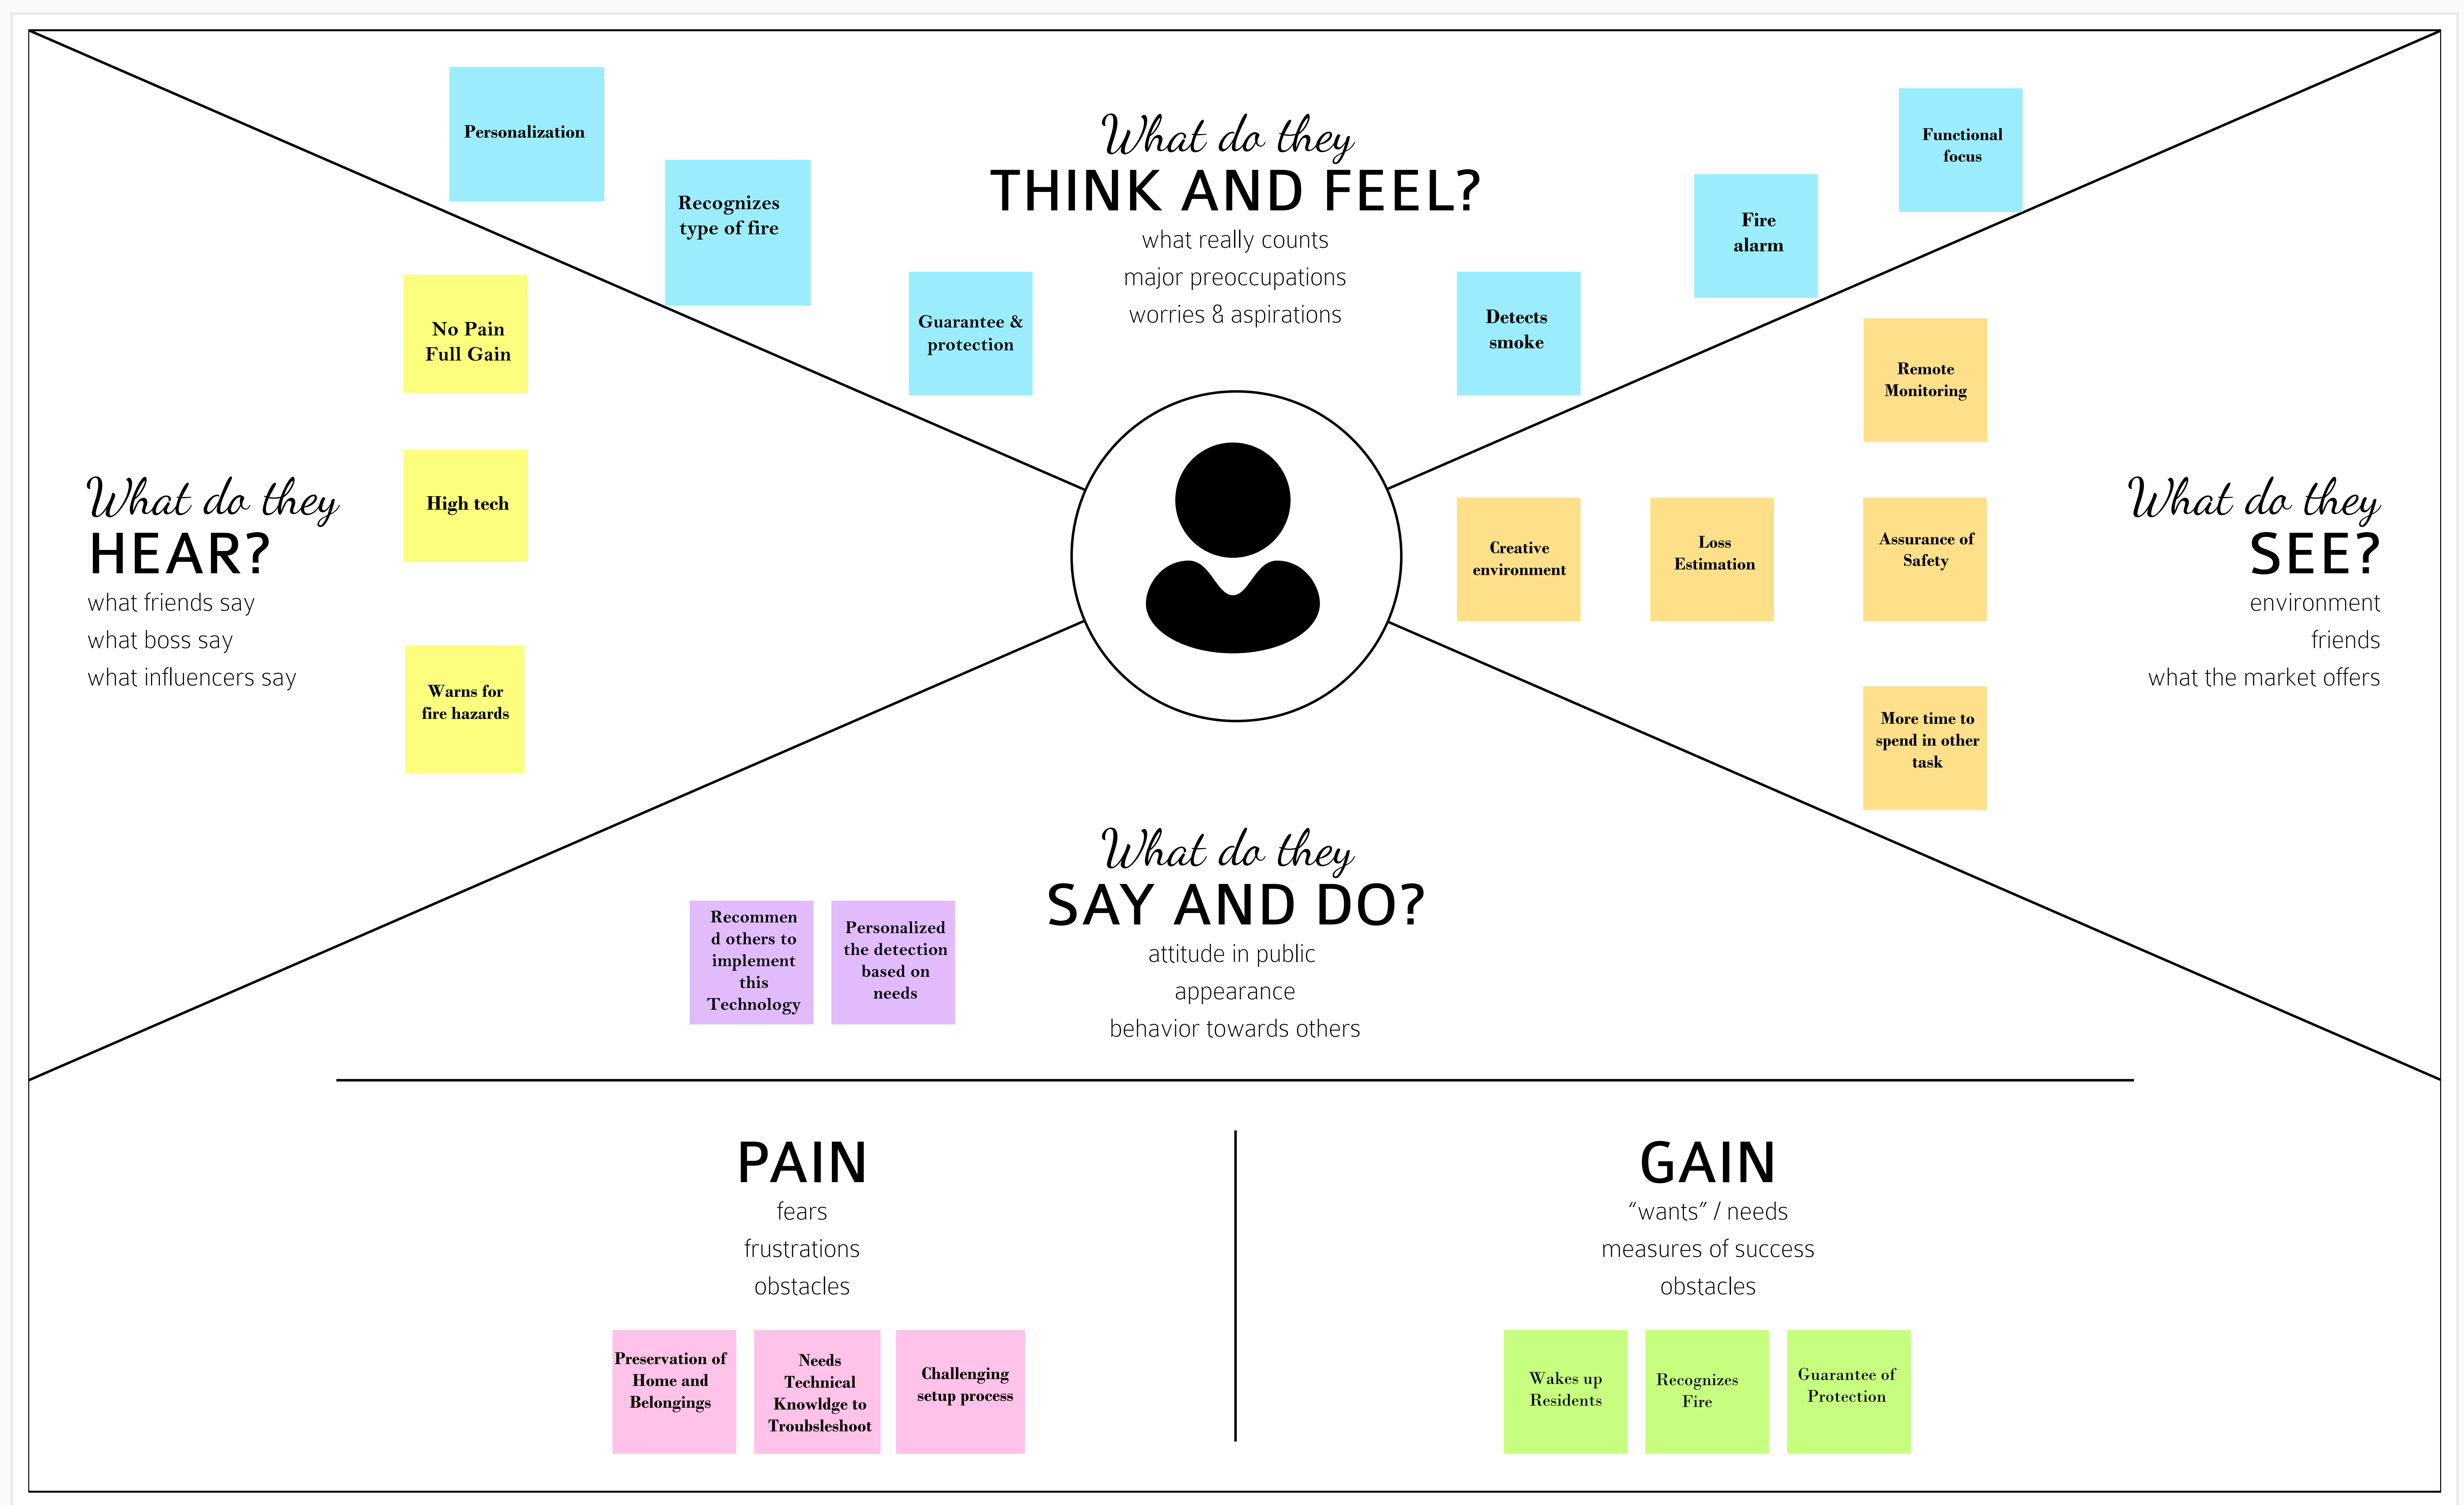 What do they
THINK AND FEEL?
what really counts
major preoccupations
worries & aspirations
Personalization
Recognizes
type of fire
Guarantee &
protection
Detects
smoke
Fire
alarm
Functional
focus
What do they
HEAR?
what friends say
what boss say
what influencers say
No Pain
Full Gain
High tech
Warns for
fire hazards
What do they
SEE?
environment
friends
what the market offers
Remote
Monitoring
Creative
environment
Loss
Estimation
Assurance of
Safety
More time to
spend in other
task
What do they
SAY AND DO?
attitude in public
appearance
behavior towards others
Recommen
d others to
implement
this
Technology
Personalized
the detection
based on
needs
PAIN
fears
frustrations
obstacles
Preservation of
Home and
Belongings
Needs
Technical
Knowldge to
Troubsleshoot
Challenging
setup process
GAIN
“wants” / needs
measures of success
obstacles
Wakes up
Residents
Recognizes
Fire
Guarantee of
Protection